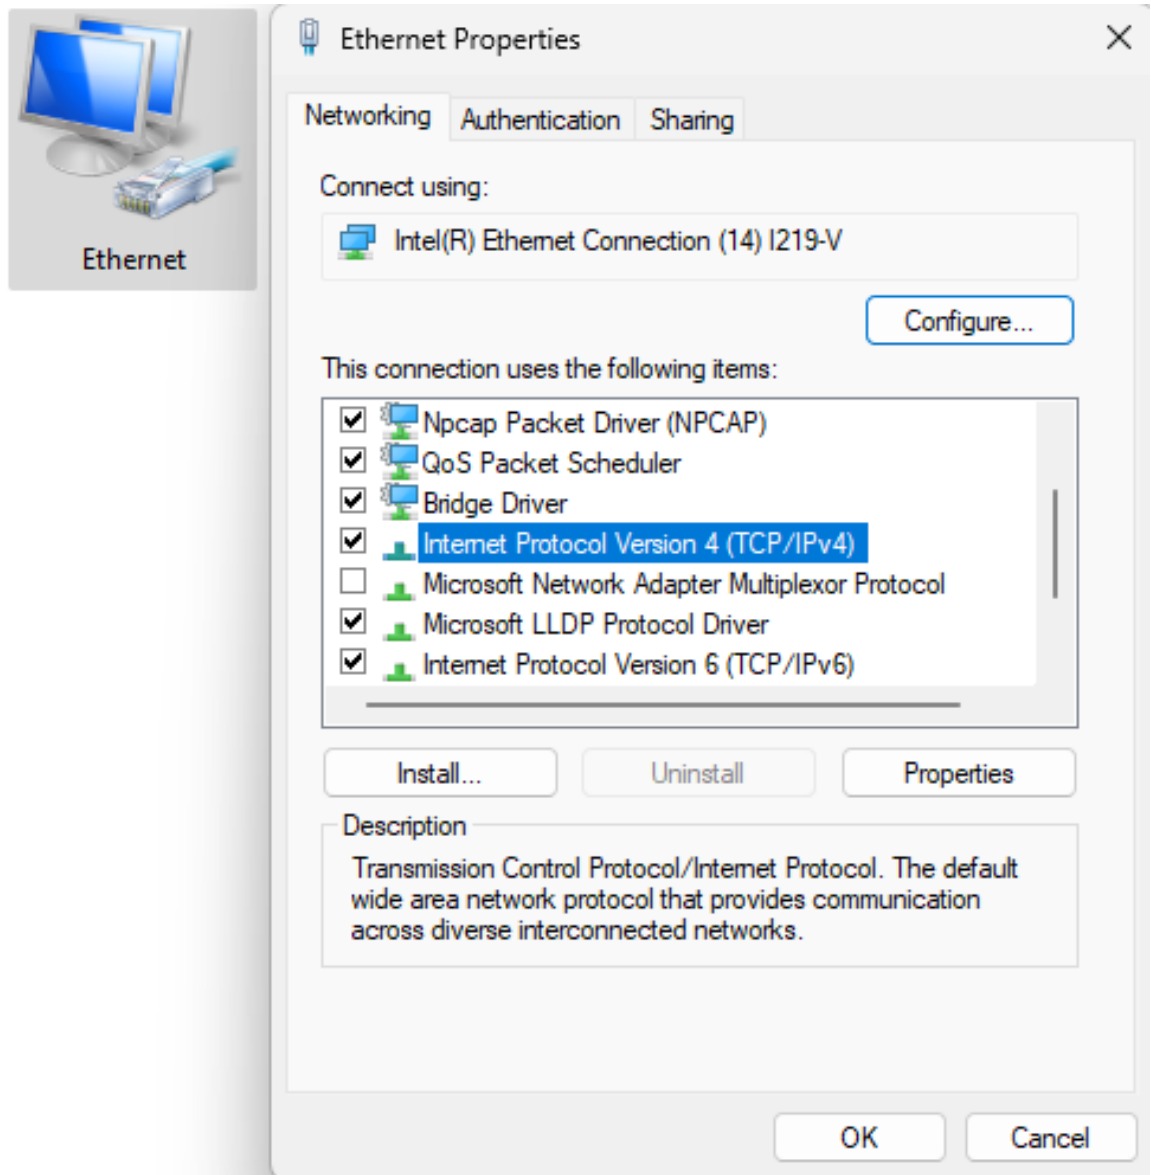 Ethernet
Ethernet Properties
Networking
Authentication
Sharing
Connect using:
Intel(R) Ethernet Connection (14) I219-V
Configure...
This connection uses the following items:
Npcap Packet Driver (NPCAP)
QoS Packet Scheduler
Bridge Driver
Internet Protocol Version 4 (TCP/IPv4)
Microsoft Network Adapter Multiplexor Protocol
Microsoft LLDP Protocol Driver
Internet Protocol Version 6 (TCP/IPv6)
Install...
Uninstall
Properties
Description
Transmission Control Protocol/Internet Protocol. The default
wide area network protocol that provides communication
across diverse interconnected networks.
OK
Cancel